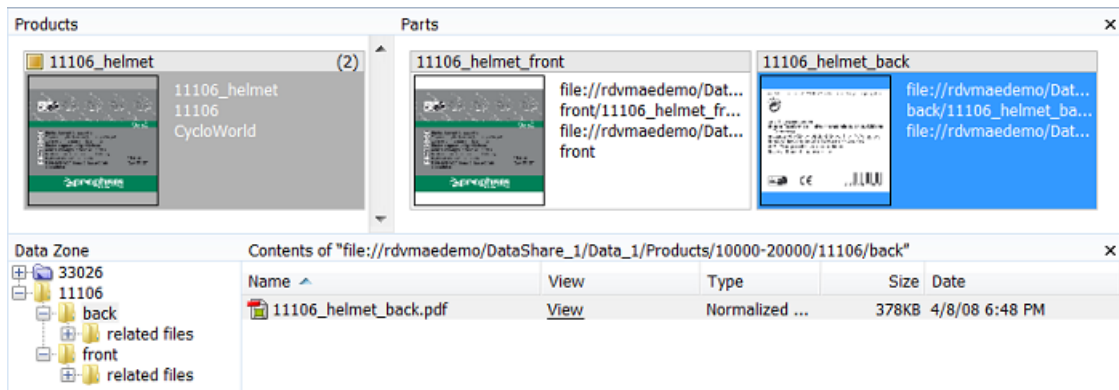 Products
Parts
11106_helmet (2)
11106_helmet
11106
CycloWorld
11106_helmet_front
file://rdvmaedemo/Dat...
front/11106_helmet_fr...
file://rdvmaedemo/Dat...
front
11106_helmet_back
file://rdvmaedemo/Dat...
back/11106_helmet_ba...
file://rdvmaedemo/Dat...
Data Zone
33026
11106
back
related files
front
related files
Contents of "file://rdvmaedemo/DataShare_1/Data_1/Products/10000-20000/11106/back"
Name View Type Size Date
11106_helmet_back.pdf View Normalized ... 378KB 4/8/08 6:48 PM